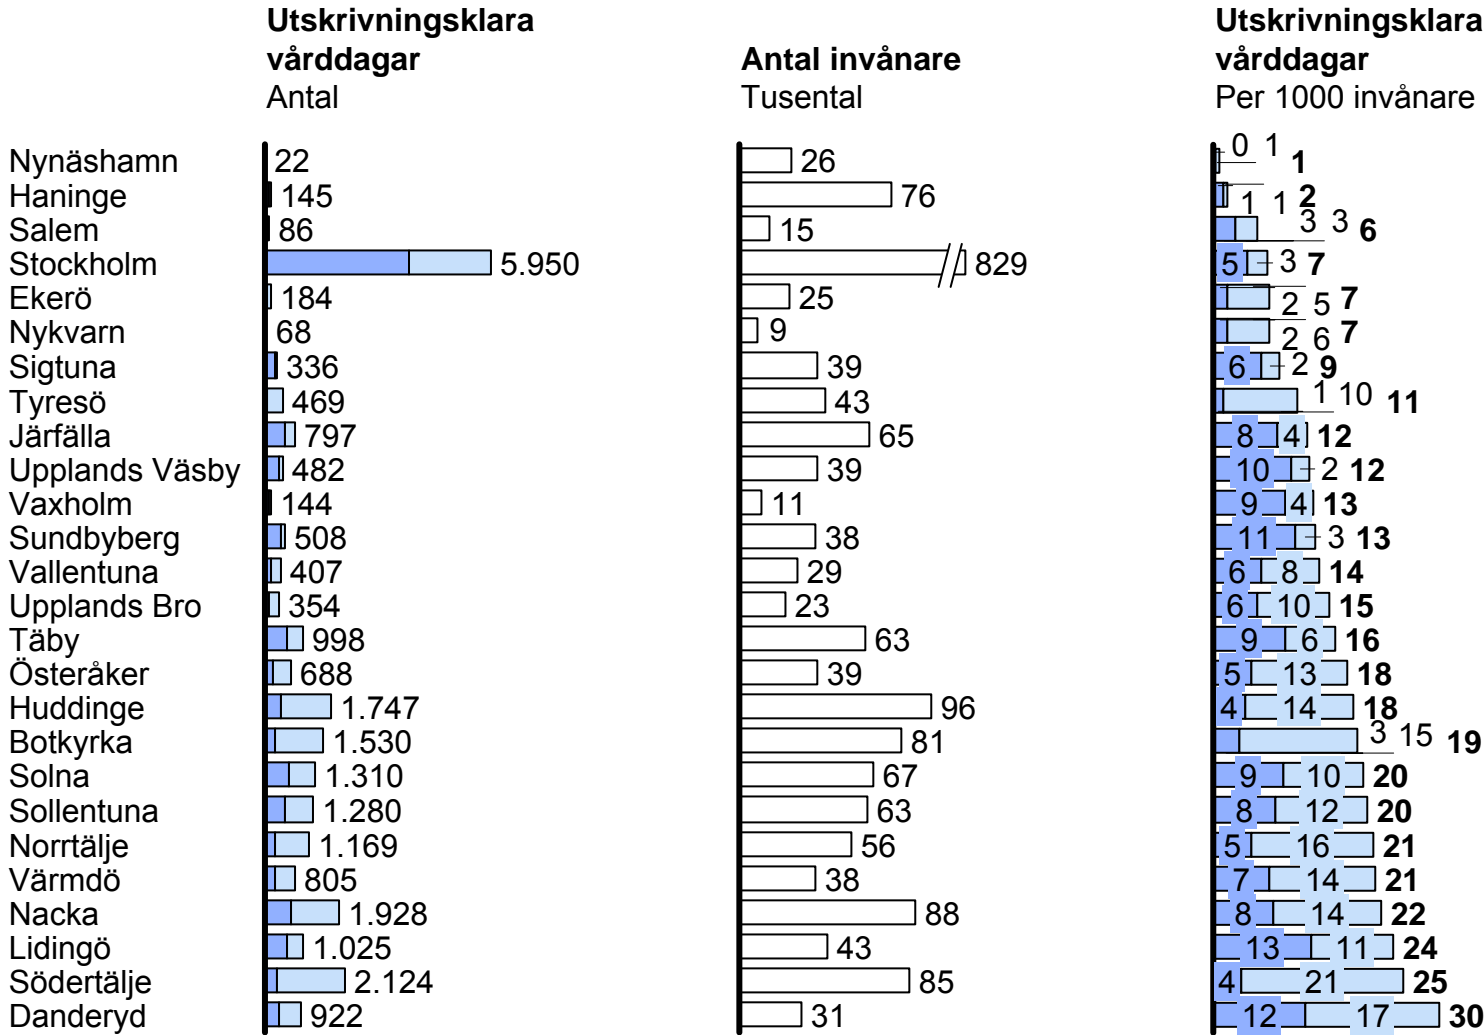 Utskrivningsklara vårddagar
Antal
Antal invånare
Tusental
Utskrivningsklara vårddagar
Per 1000 invånare
Nynäshamn 22 26 0 1 1
Haninge 145 76 1 1 2
Salem 86 15 3 3 6
Stockholm 5.950 829 5 3 7
Ekerö 184 25 2 5 7
Nykvarn 68 9 2 6 7
Sigtuna 336 39 6 2 9
Tyresö 469 43 1 10 11
Järfälla 797 65 8 4 12
Upplands Väsby 482 39 10 2 12
Vaxholm 144 11 9 4 13
Sundbyberg 508 38 11 3 13
Vallentuna 407 29 6 8 14
Upplands Bro 354 23 6 10 15
Täby 998 63 9 6 16
Österåker 688 39 5 13 18
Huddinge 1.747 96 4 14 18
Botkyrka 1.530 81 3 15 19
Solna 1.310 67 9 10 20
Sollentuna 1.280 63 8 12 20
Norrtälje 1.169 56 5 16 21
Värmdö 805 38 7 14 21
Nacka 1.928 88 8 14 22
Lidingö 1.025 43 13 11 24
Södertälje 2.124 85 4 21 25
Danderyd 922 31 12 17 30